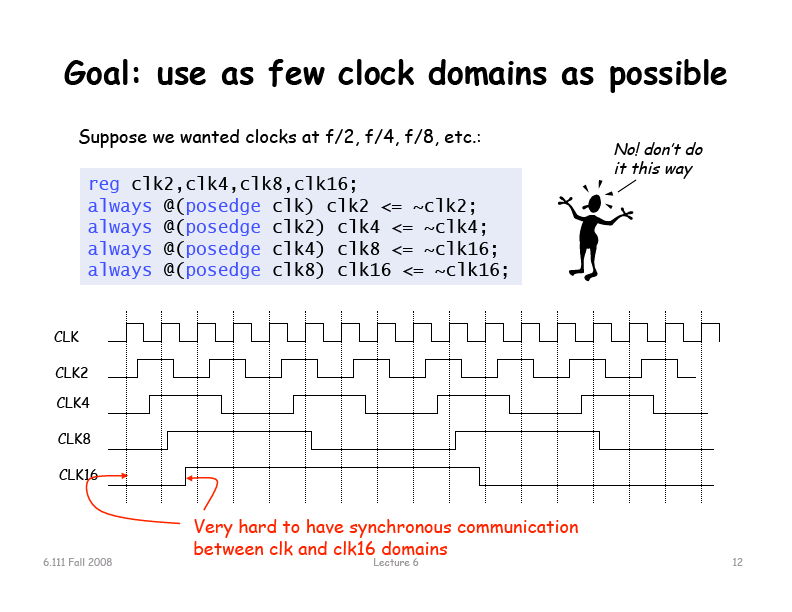 Goal: use as few clock domains as possible
Suppose we wanted clocks at f/2, f/4, f/8, etc.:
No! don't do
it this way
reg clk2,clk4,clk8,clk16;
always @(posedge clk) clk2 <= ~clk2;
always @(posedge clk2) clk4 <= ~clk4;
always @(posedge clk4) clk8 <= ~clk16;
always @(posedge clk8) clk16 <= ~clk16;
CLK
CLK2
CLK4
CLK8
CLK16
Very hard to have synchronous communication
between clk and clk16 domains
6.111 Fall 2008
Lecture 6
12